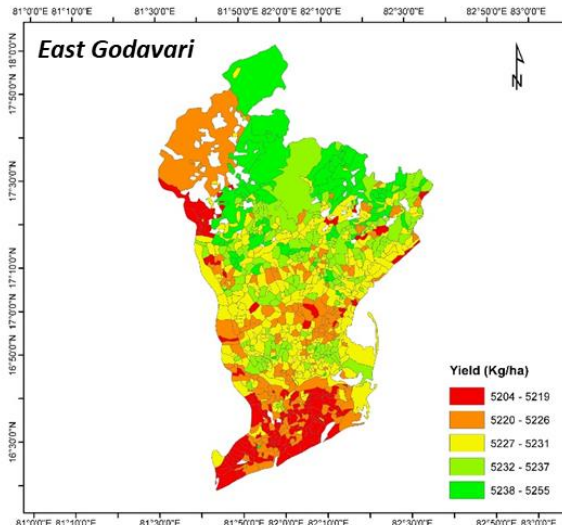 81°0'0"E 81°10'0"E 81°30'0"E 81°50'0"E 82°0'0"E 82°10'0"E 82°30'0"E 82°50'0"E 83°0'0"E
East Godavari
18°0'0"N
17°50'0"N
17°30'0"N
17°10'0"N
17°0'0"N
16°50'0"N
16°30'0"N
Yield (Kg/ha)
5204 - 5219
5220 - 5226
5227 - 5231
5232 - 5237
5238 - 5255
81°0'0"E 81°10'0"E 81°30'0"E 81°50'0"E 82°0'0"E 82°10'0"E 82°30'0"E 82°50'0"E 83°0'0"E